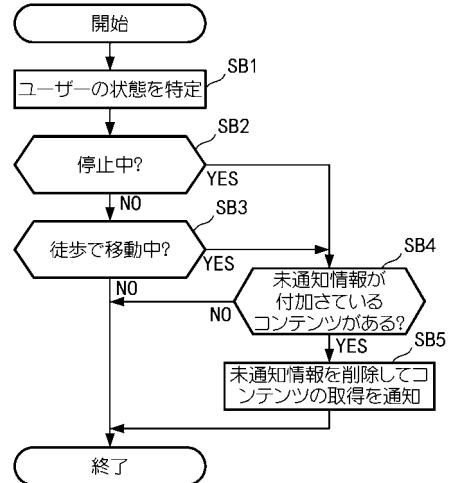 開始
SB1
ユーザーの状態を特定
SB2
停止中?
YES
NO
SB3
徒歩で移動中?
YES
SB4
NO
未通知情報が
付加さている
コンテンツがある?
NO
YES
SB5
未通知情報を削除してコ
ンテンツの取得を通知
終了